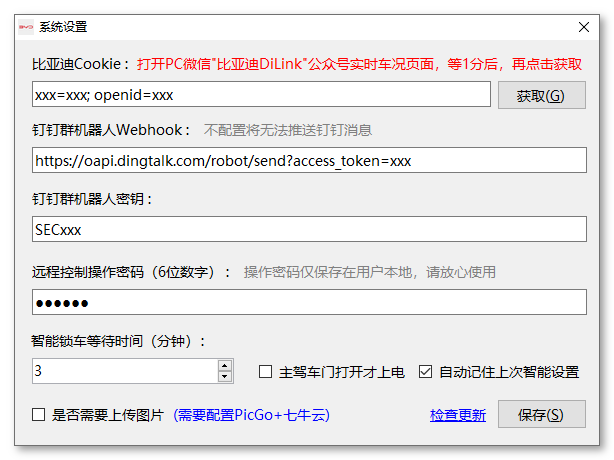 BYD 系统设置
比亚迪Cookie： 打开PC微信"比亚迪DiLink"公众号实时车况页面，等1分后，再点击获取
xxx=xxx; openid=xxx 获取(G)
钉钉群机器人Webhook： 不配置将无法推送钉钉消息
https://oapi.dingtalk.com/robot/send?access_token=xxx
钉钉群机器人密钥：
SECxxx
远程控制操作密码（6位数字）： 操作密码仅保存在用户本地，请放心使用
●●●●●●
智能锁车等待时间（分钟）：
3 主驾车门打开才上电 自动记住上次智能设置
是否需要上传图片 (需要配置PicGo+七牛云) 检查更新 保存(S)